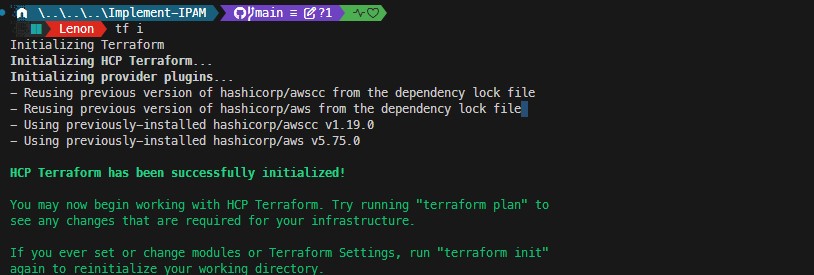 \..\..\..\Implement-IPAM main ≡ ?1
Lenon tf i
Initializing Terraform
Initializing HCP Terraform...
Initializing provider plugins...
- Reusing previous version of hashicorp/awscc from the dependency lock file
- Reusing previous version of hashicorp/aws from the dependency lock file
- Using previously-installed hashicorp/awscc v1.19.0
- Using previously-installed hashicorp/aws v5.75.0
HCP Terraform has been successfully initialized!
You may now begin working with HCP Terraform. Try running "terraform plan" to
see any changes that are required for your infrastructure.
If you ever set or change modules or Terraform Settings, run "terraform init"
again to reinitialize your working directory.